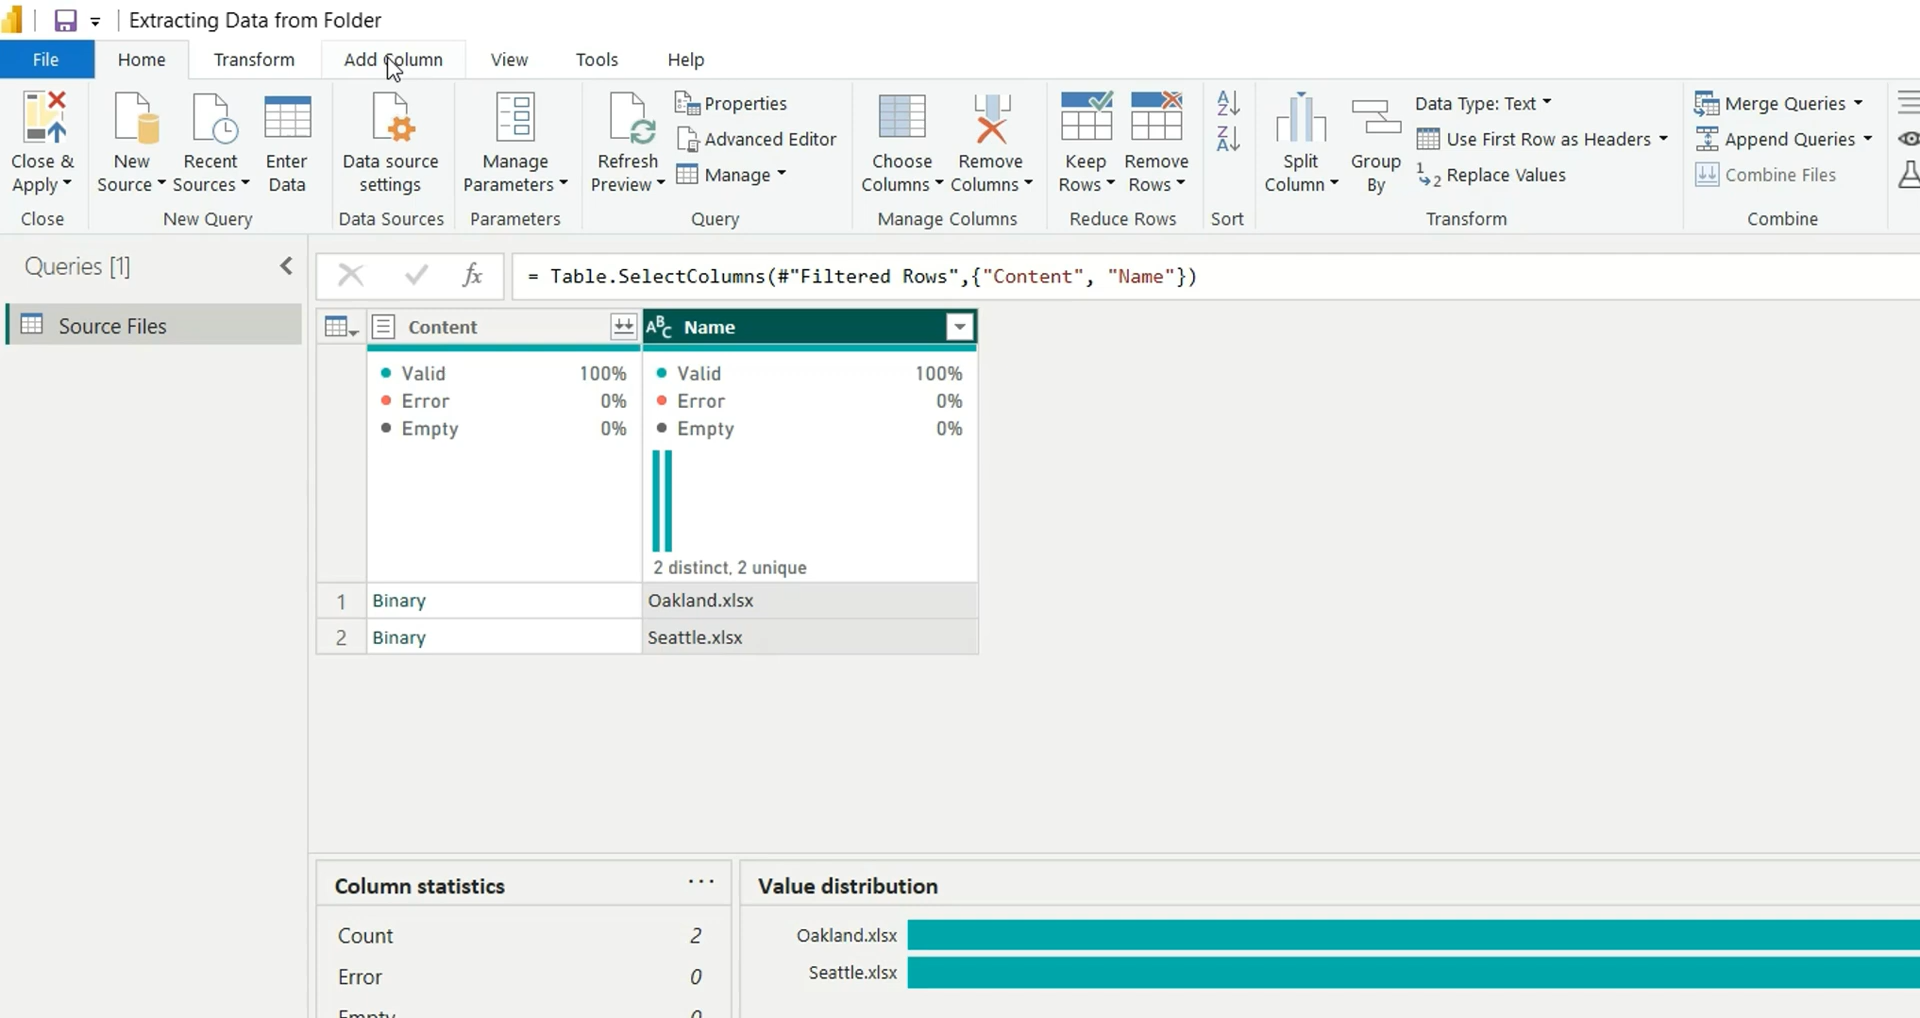 Extracting Data from Folder
File Home Transform Add Column View Tools Help
Close & Apply
New Source
Recent Sources
Enter Data
Data source settings
Manage Parameters
Refresh Preview
Properties
Advanced Editor
Manage
Choose Columns
Remove Columns
Keep Rows
Remove Rows
Split Column
Group By
Data Type: Text
Use First Row as Headers
1 2 Replace Values
Merge Queries
Append Queries
Combine Files
Close New Query Data Sources Parameters Query Manage Columns Reduce Rows Sort Transform Combine
Queries [1]
fx = Table.SelectColumns(#"Filtered Rows",{"Content", "Name"})
Source Files
Content ABC Name
Valid 100% Valid 100%
Error 0% Error 0%
Empty 0% Empty 0%
2 distinct, 2 unique
1 Binary Oakland.xlsx
2 Binary Seattle.xlsx
Column statistics ... Value distribution
Count 2
Error 0
Empty 0
Oakland.xlsx
Seattle.xlsx